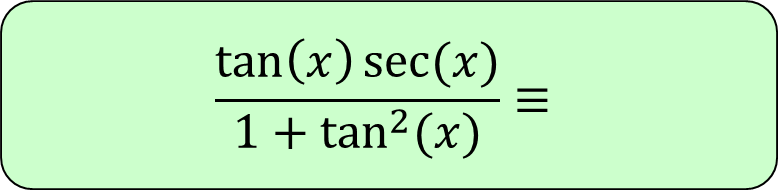 tan(x) sec(x)
≡
1 + tan²(x)